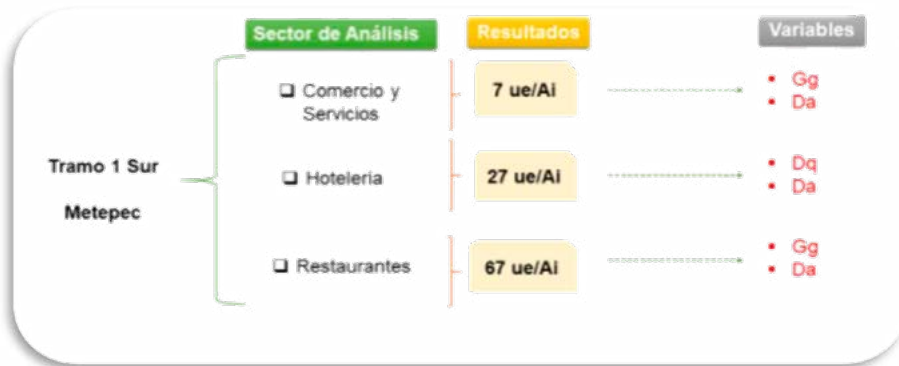 Sector de Análisis
Resultados
Variables
Tramo 1 Sur
Metepec
❑ Comercio y
Servicios
7 ue/Ai
• Gg
• Da
❑ Hoteleria
27 ue/Ai
• Dq
• Da
❑ Restaurantes
67 ue/Ai
• Gg
• Da